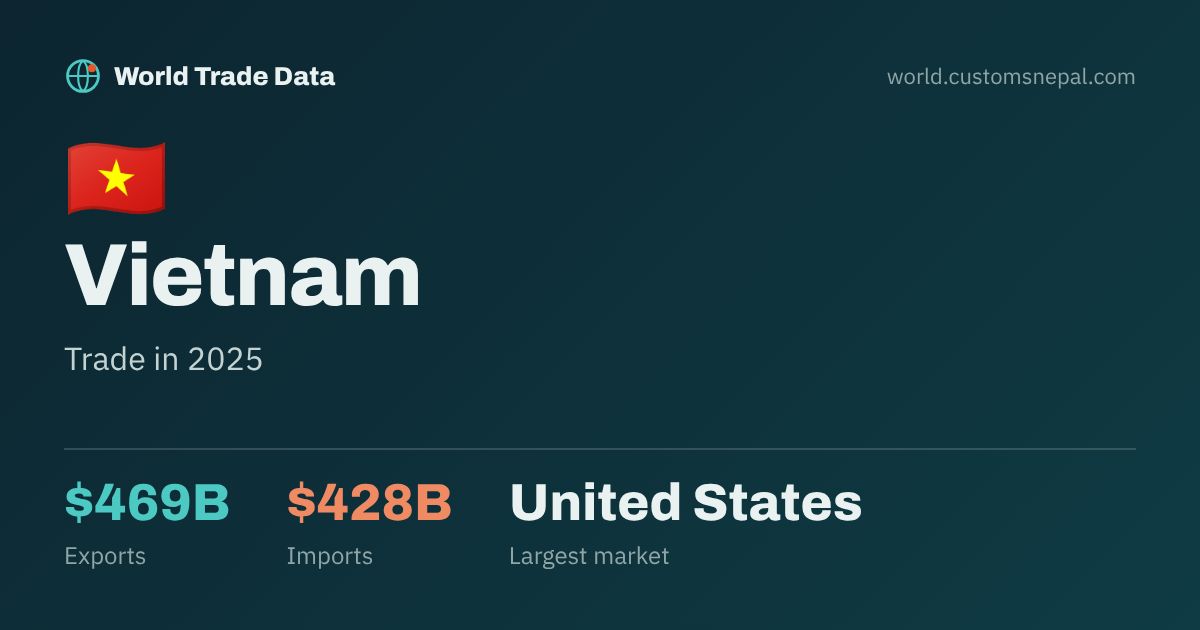 World Trade Data
world.customsnepal.com
Vietnam
Trade in 2025
$469B
Exports
$428B
Imports
United States
Largest market